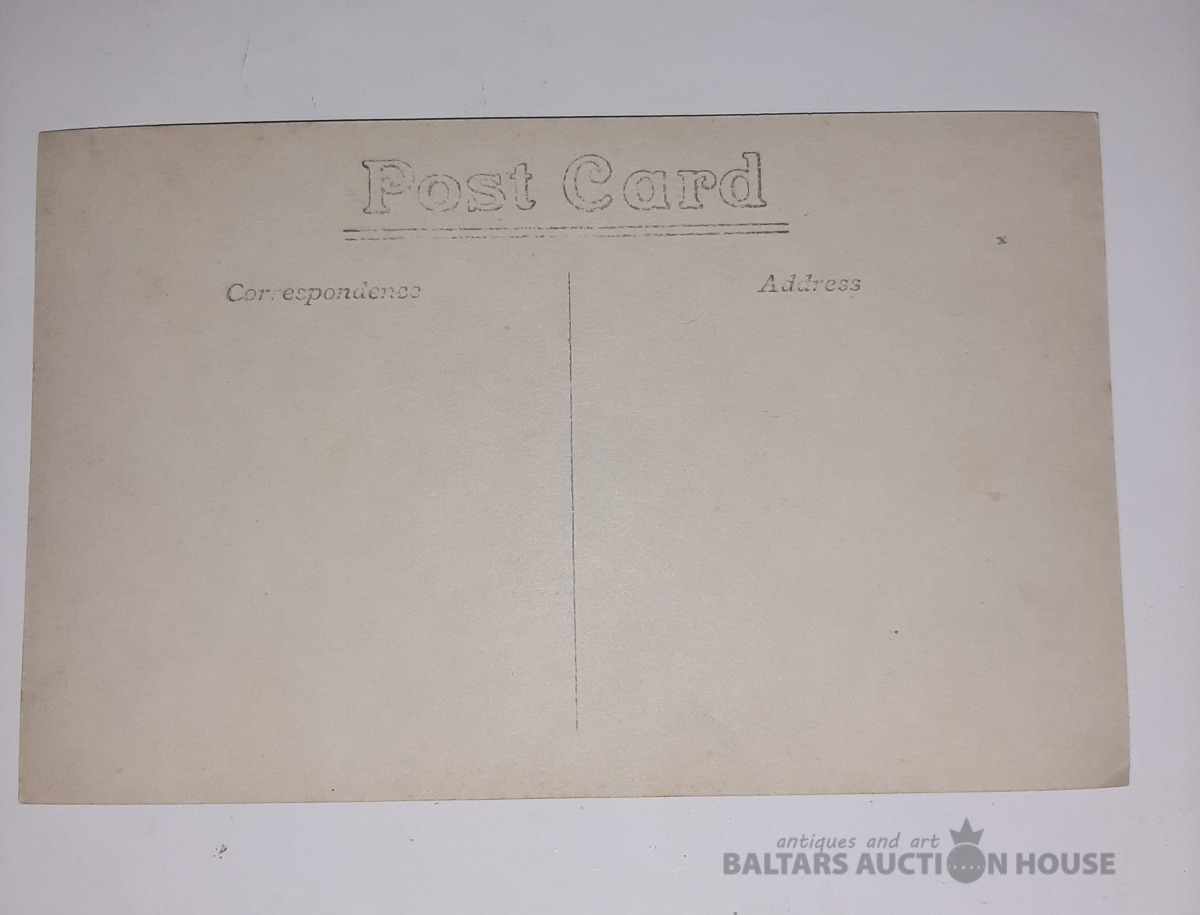 Post Card
x
Correspondence
Address
antiques and art
BALTARS AUCTION HOUSE